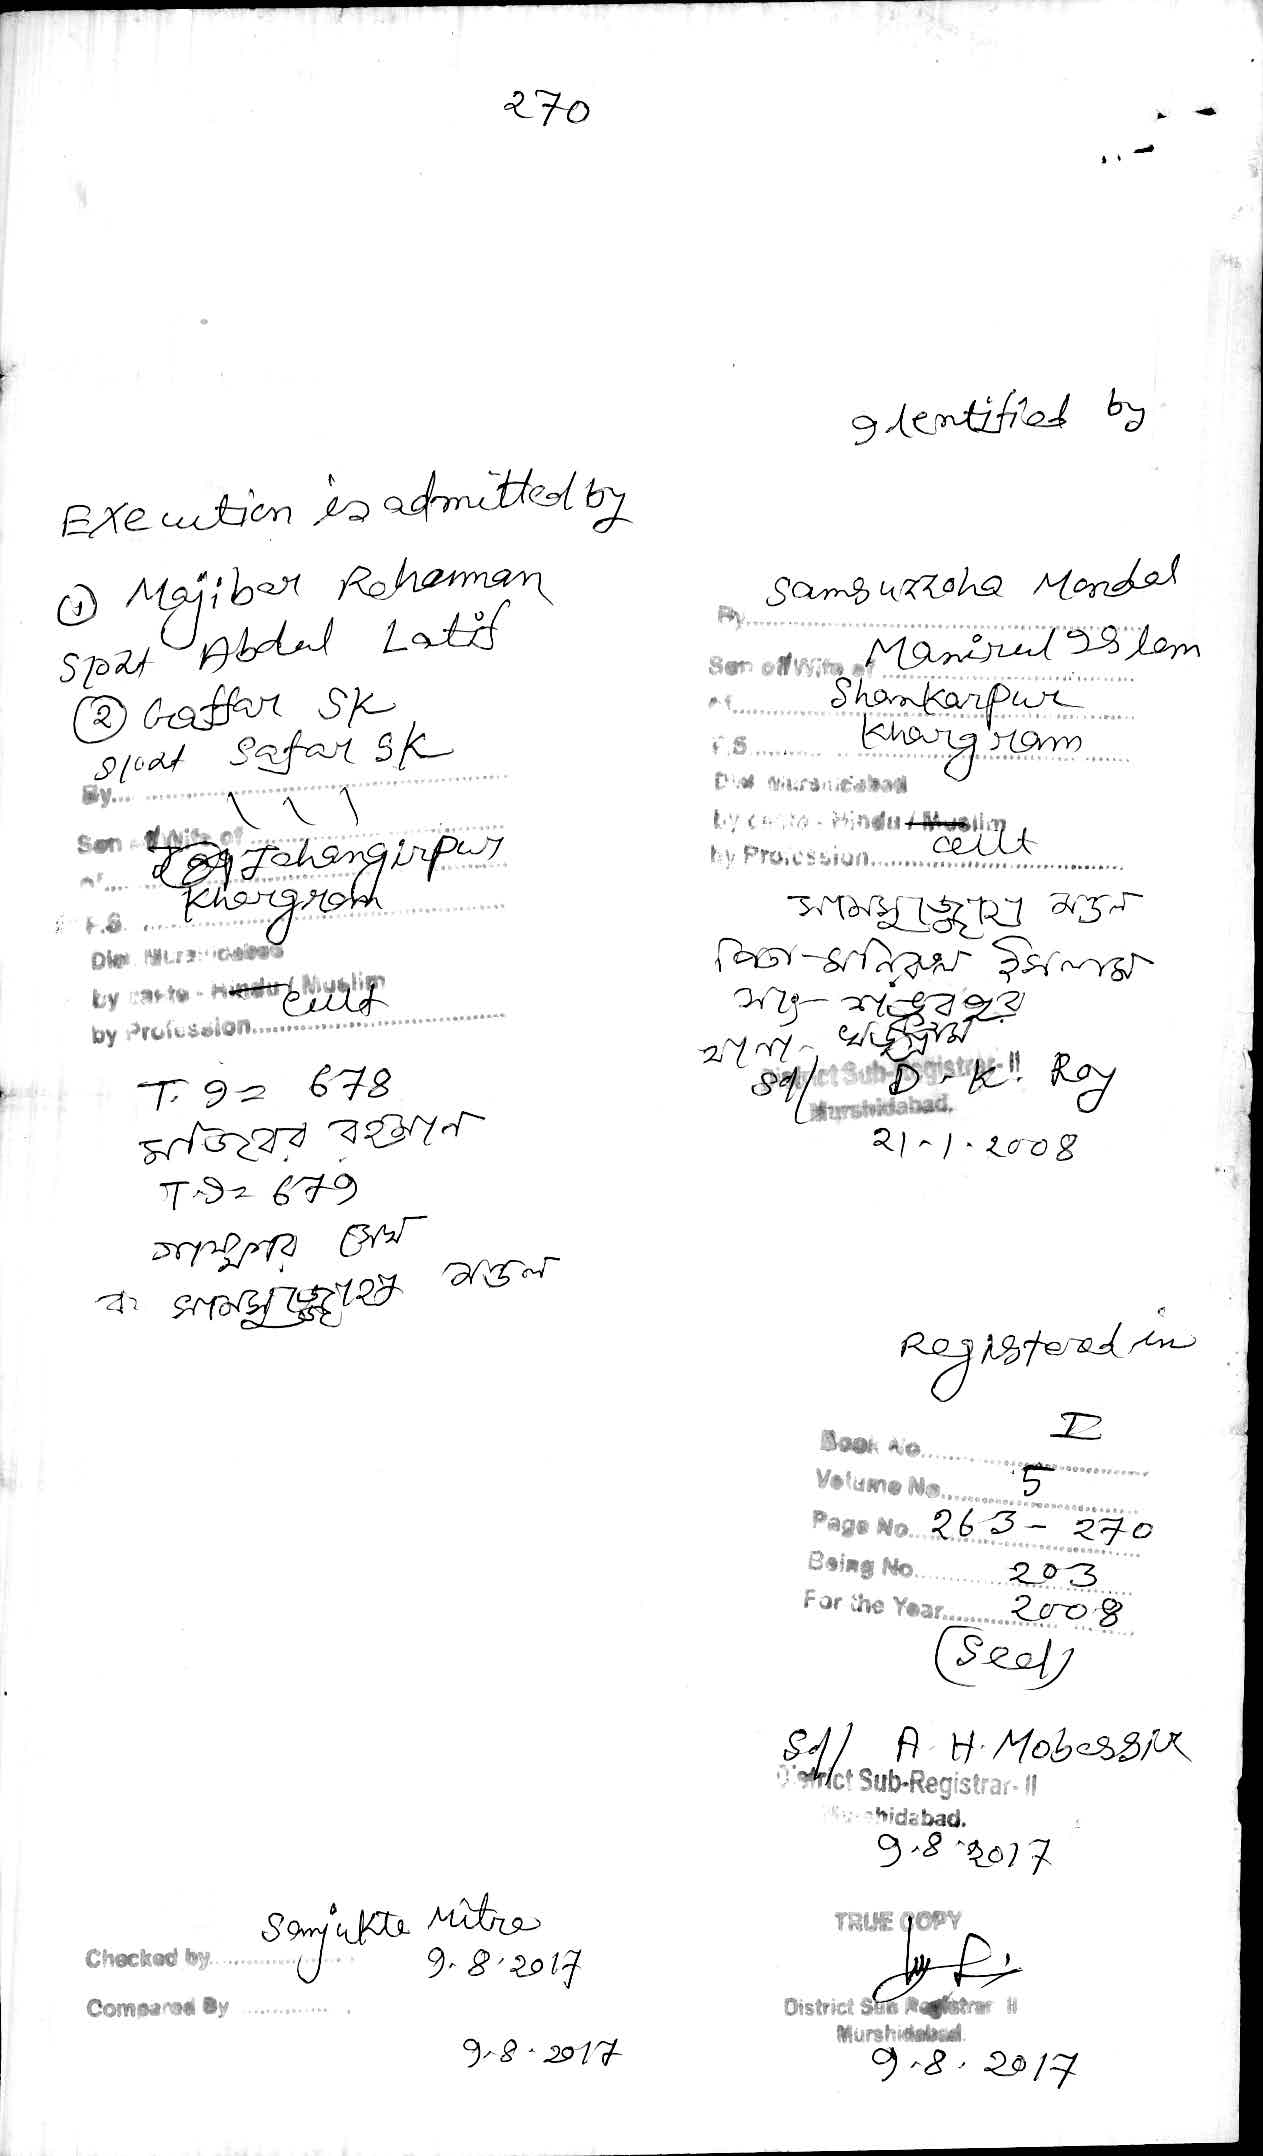 270
Identified by
Execution is admitted by
① Majibar Rahaman
S/o Lat Abdul Latif
② Gaffar SK
S/o Lat Safar SK
By
Son of/Wife of
Jahangirpur
of
Khargram
P.S.
Dist. Murshidabad
by caste - Hindu / Muslim
by Profession cult
T. I = 678
মজিবর রহমান
T. I = 679
গাফ্ফার সেখ
ব: সামসুজ্জোহা মন্ডল
Samsuzzoha Mondal
By
Manirul Islam
Son of/Wife of
Shankarpur
of
Khargram
P.S.
Dist Murshidabad
by caste - Hindu / Muslim
by Profession cult
সামসুজ্জোহা মন্ডল
পিতা - মনিরুল ইসলাম
সাং - শংকরপুর
থানা - খড়গ্রাম
Sd/ D. K. Roy
District Sub-Registrar-II
Murshidabad.
21-1-2008
Registered in
Book No. I
Volume No. 5
Page No. 263 - 270
Being No. 203
For the Year 2008
(Seal)
Sd/ A. H. Mobassir
District Sub-Registrar-II
Murshidabad.
9.8.2017
Sanjukta Mitra
Checked by 9.8.2017
Compared By
9.8.2017
TRUE COPY
District Sub Registrar II
Murshidabad
9.8.2017